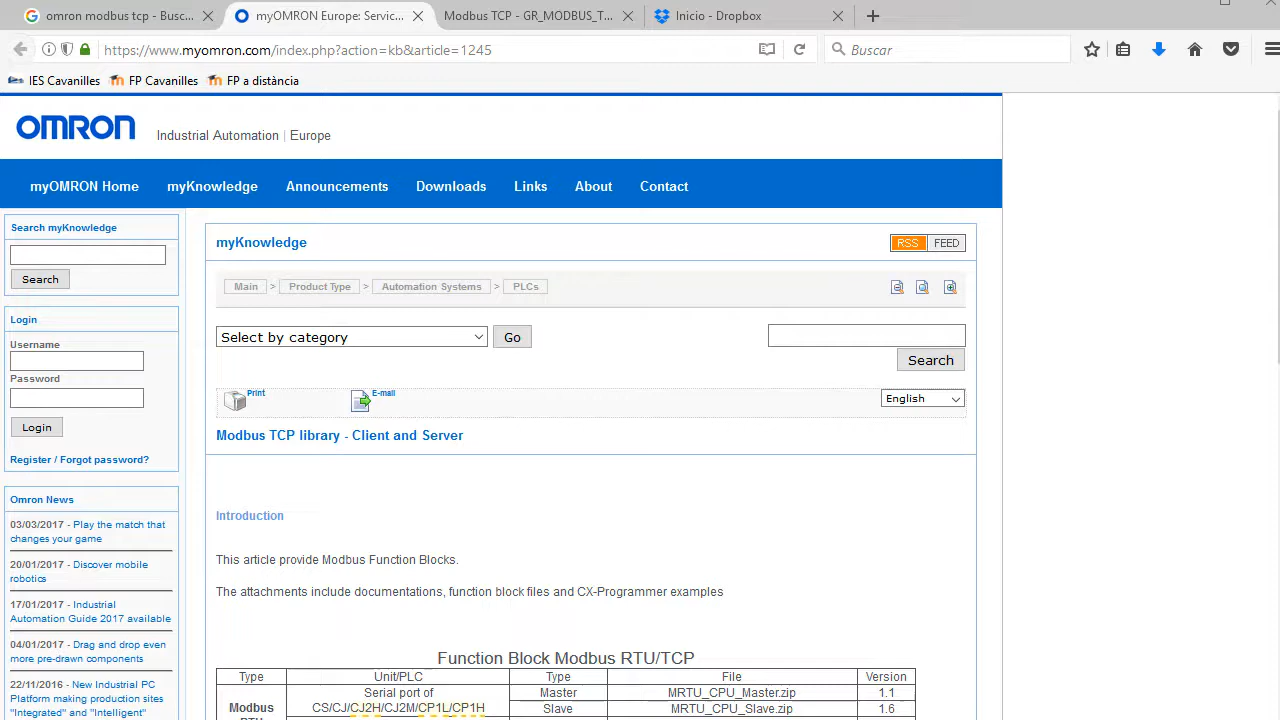 omron modbus tcp - Busc...
myOMRON Europe: Servic...
Modbus TCP - GR_MODBUS_T...
Inicio - Dropbox
https://www.myomron.com/index.php?action=kb&article=1245
Buscar
IES Cavanilles FP Cavanilles FP a distància
OMRON Industrial Automation | Europe
myOMRON Home myKnowledge Announcements Downloads Links About Contact
Search myKnowledge
Search
Login
Username
Password
Login
Register / Forgot password?
Omron News
03/03/2017 - Play the match that
changes your game
20/01/2017 - Discover mobile
robotics
17/01/2017 - Industrial
Automation Guide 2017 available
04/01/2017 - Drag and drop even
more pre-drawn components
22/11/2016 - New Industrial PC
Platform making production sites
"Integrated" and "Intelligent"
myKnowledge
RSS FEED
Main > Product Type > Automation Systems > PLCs
Select by category Go
Search
Print E-mail English
Modbus TCP library - Client and Server
Introduction
This article provide Modbus Function Blocks.
The attachments include documentations, function block files and CX-Programmer examples
Function Block Modbus RTU/TCP
Type Unit/PLC Type File Version
Modbus
Serial port of
CS/CJ/CJ2H/CJ2M/CP1L/CP1H
Master MRTU_CPU_Master.zip 1.1
Slave MRTU_CPU_Slave.zip 1.6